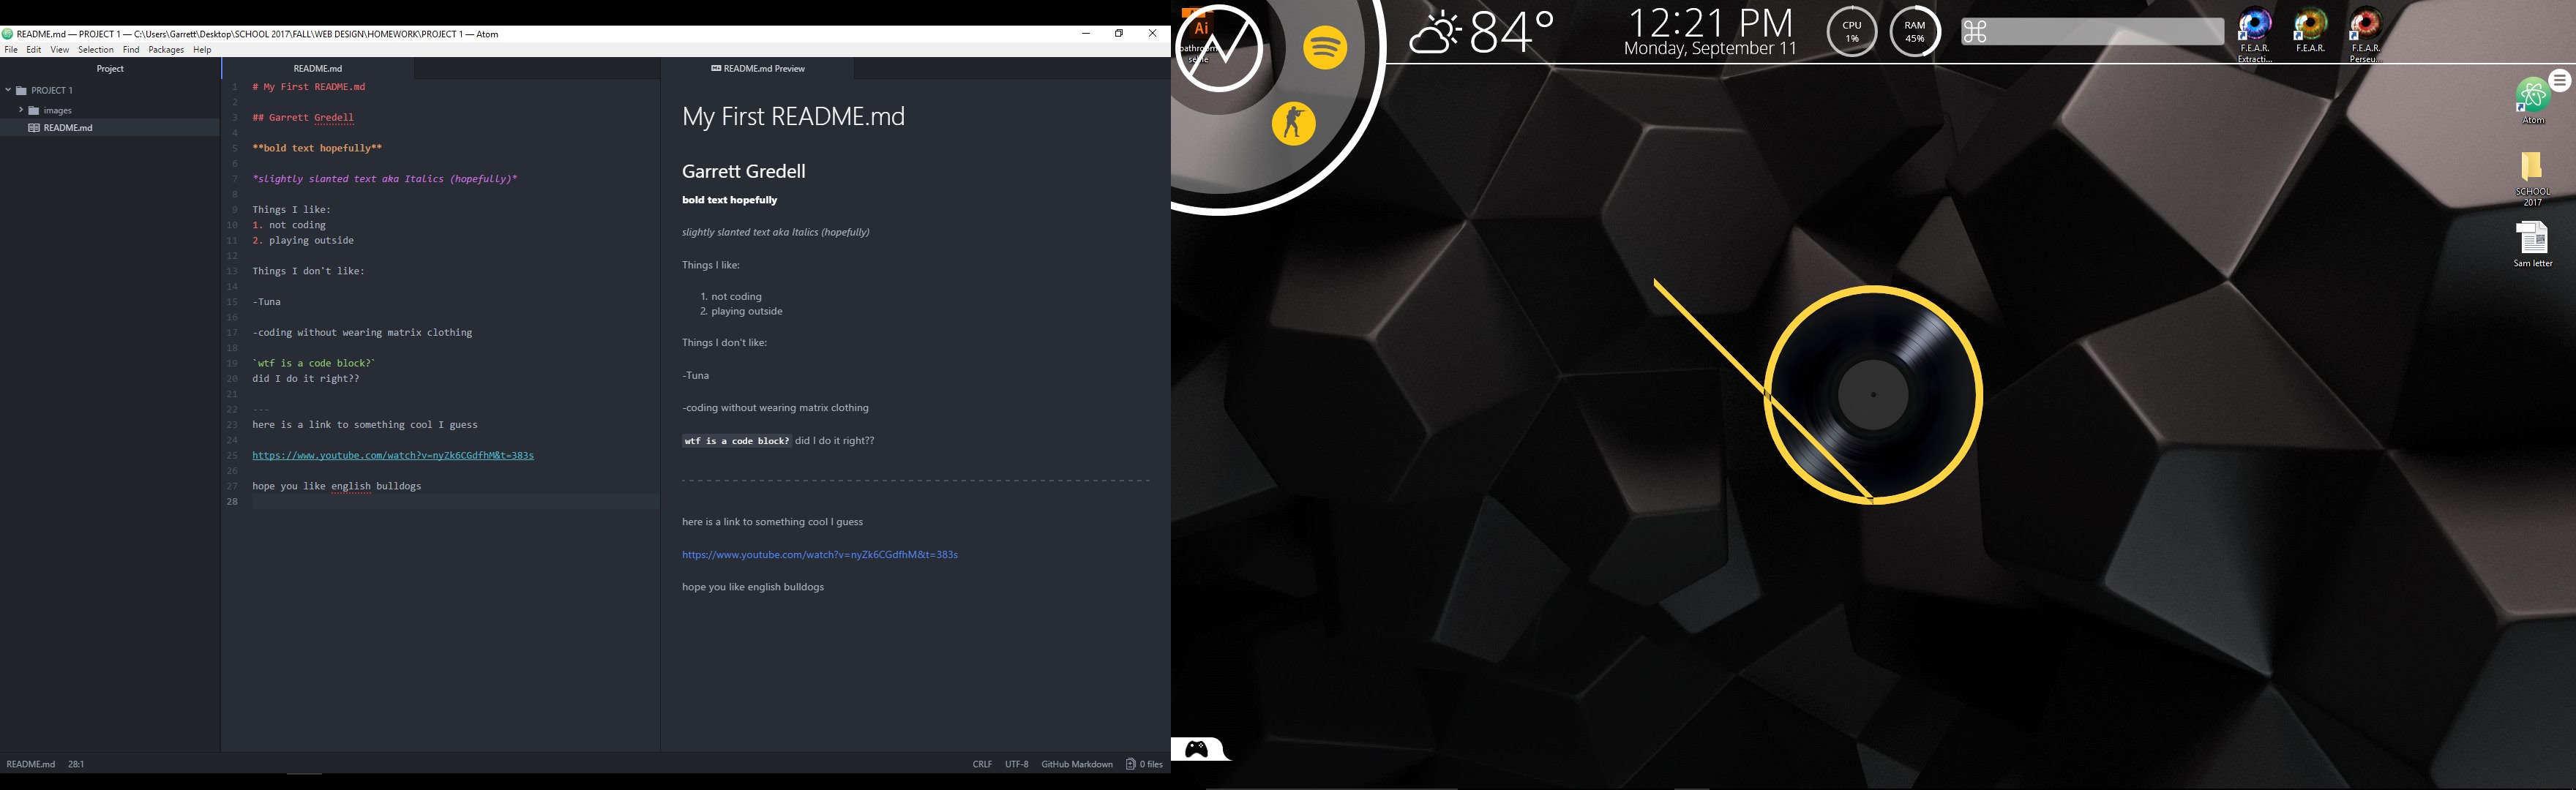 README.md — PROJECT 1 — C:\Users\Garrett\Desktop\SCHOOL 2017\FALL\WEB DESIGN\HOMEWORK\PROJECT 1 — Atom
File Edit View Selection Find Packages Help
Project
PROJECT 1
images
README.md
README.md
1 # My First README.md
2
3 ## Garrett Gredell
4
5 **bold text hopefully**
6
7 *slightly slanted text aka Italics (hopefully)*
8
9 Things I like:
10 1. not coding
11 2. playing outside
12
13 Things I don't like:
14
15 -Tuna
16
17 -coding without wearing matrix clothing
18
19 `wtf is a code block?`
20 did I do it right??
21
22 ---
23 here is a link to something cool I guess
24
25 https://www.youtube.com/watch?v=nyZk6CGdfhM&t=383s
26
27 hope you like english bulldogs
28
README.md Preview
My First README.md
Garrett Gredell
bold text hopefully
slightly slanted text aka Italics (hopefully)
Things I like:
1. not coding
2. playing outside
Things I don't like:
-Tuna
-coding without wearing matrix clothing
wtf is a code block? did I do it right??
here is a link to something cool I guess
https://www.youtube.com/watch?v=nyZk6CGdfhM&t=383s
hope you like english bulldogs
README.md 28:1
CRLF UTF-8 GitHub Markdown 0 files
Ai
84°
12:21 PM
Monday, September 11
CPU
1%
RAM
45%
F.E.A.R.
Extracti...
F.E.A.R.
F.E.A.R.
Perseu...
Atom
SCHOOL
2017
Sam letter